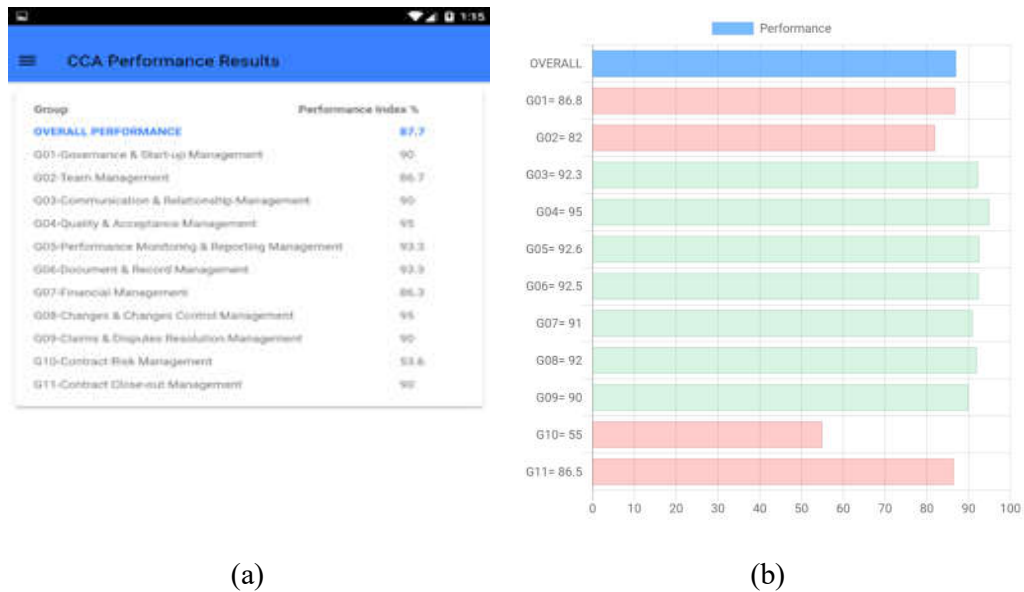 1:15
CCA Performance Results
Group Performance Index %
OVERALL PERFORMANCE 87.7
G01-Governance & Start-up Management 90
G02-Team Management 86.7
G03-Communication & Relationship Management 90
G04-Quality & Acceptance Management 95
G05-Performance Monitoring & Reporting Management 93.3
G06-Document & Record Management 93.3
G07-Financial Management 86.3
G08-Changes & Changes Control Management 95
G09-Claims & Disputes Resolution Management 90
G10-Contract Risk Management 53.6
G11-Contract Close-out Management 90
(a)
Performance
OVERALL
G01= 86.8
G02= 82
G03= 92.3
G04= 95
G05= 92.6
G06= 92.5
G07= 91
G08= 92
G09= 90
G10= 55
G11= 86.5
0 10 20 30 40 50 60 70 80 90 100
(b)